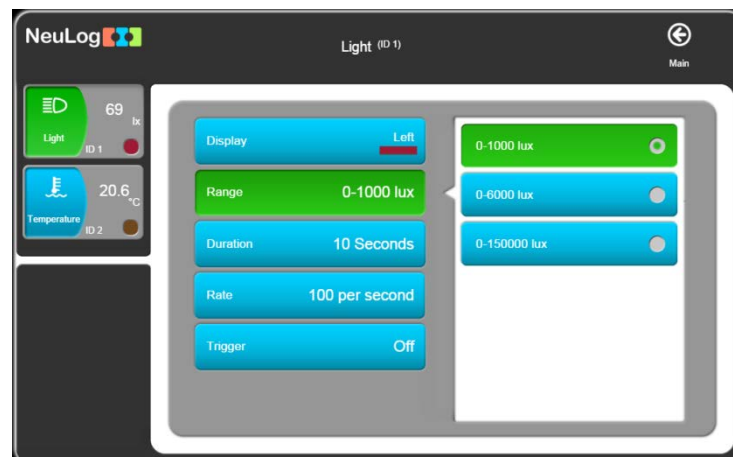 NeuLog
Light (ID 1)
Main
69 lx
Light ID 1
20.6 °C
Temperature ID 2
Display Left
Range 0-1000 lux
Duration 10 Seconds
Rate 100 per second
Trigger Off
0-1000 lux
0-6000 lux
0-150000 lux